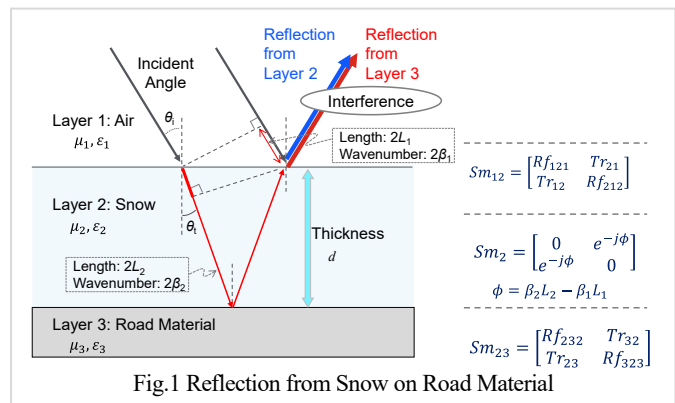 Incident
Angle
Reflection
from
Layer 2
Reflection
from
Layer 3
Interference
θi
Layer 1: Air
μ1, ε1
Length: 2L1
Wavenumber: 2β1
Layer 2: Snow
μ2, ε2
θt
Thickness
d
Length: 2L2
Wavenumber: 2β2
Layer 3: Road Material
μ3, ε3
Sm12 = [Rf121 Tr21
Tr12 Rf212]
Sm2 = [0 e^-jϕ
e^-jϕ 0]
ϕ = β2L2 − β1L1
Sm23 = [Rf232 Tr32
Tr23 Rf323]
Fig.1 Reflection from Snow on Road Material